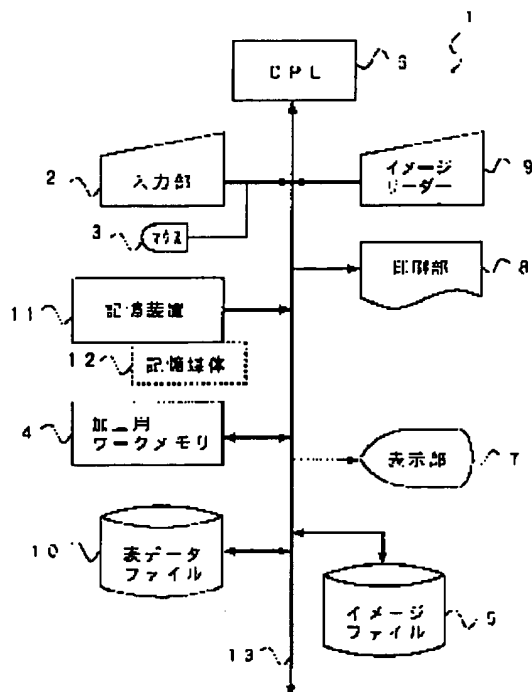 1
CPU
6
入力部
2
イメージ
リーダー
9
マウス
3
印刷部
8
記憶装置
11
記憶媒体
12
加工用
ワークメモリ
4
表示部
7
表データ
ファイル
10
イメージ
ファイル
5
13